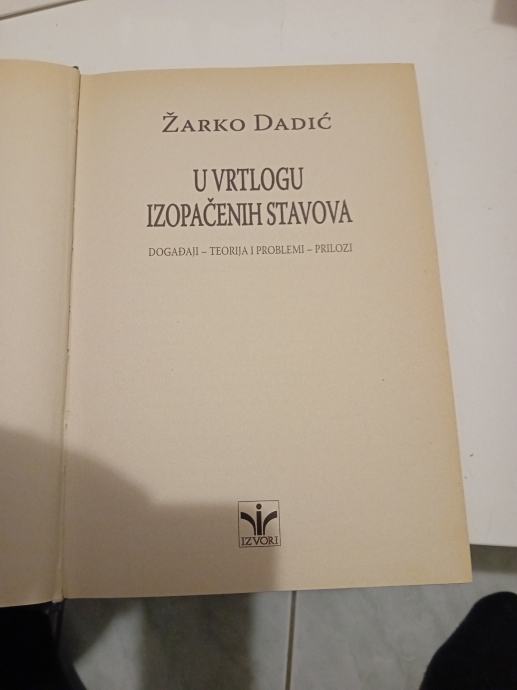 ŽARKO DADIĆ
U VRTLOGU
IZOPAČENIH STAVOVA
DOGAĐAJI – TEORIJA I PROBLEMI – PRILOZI
IZVORI